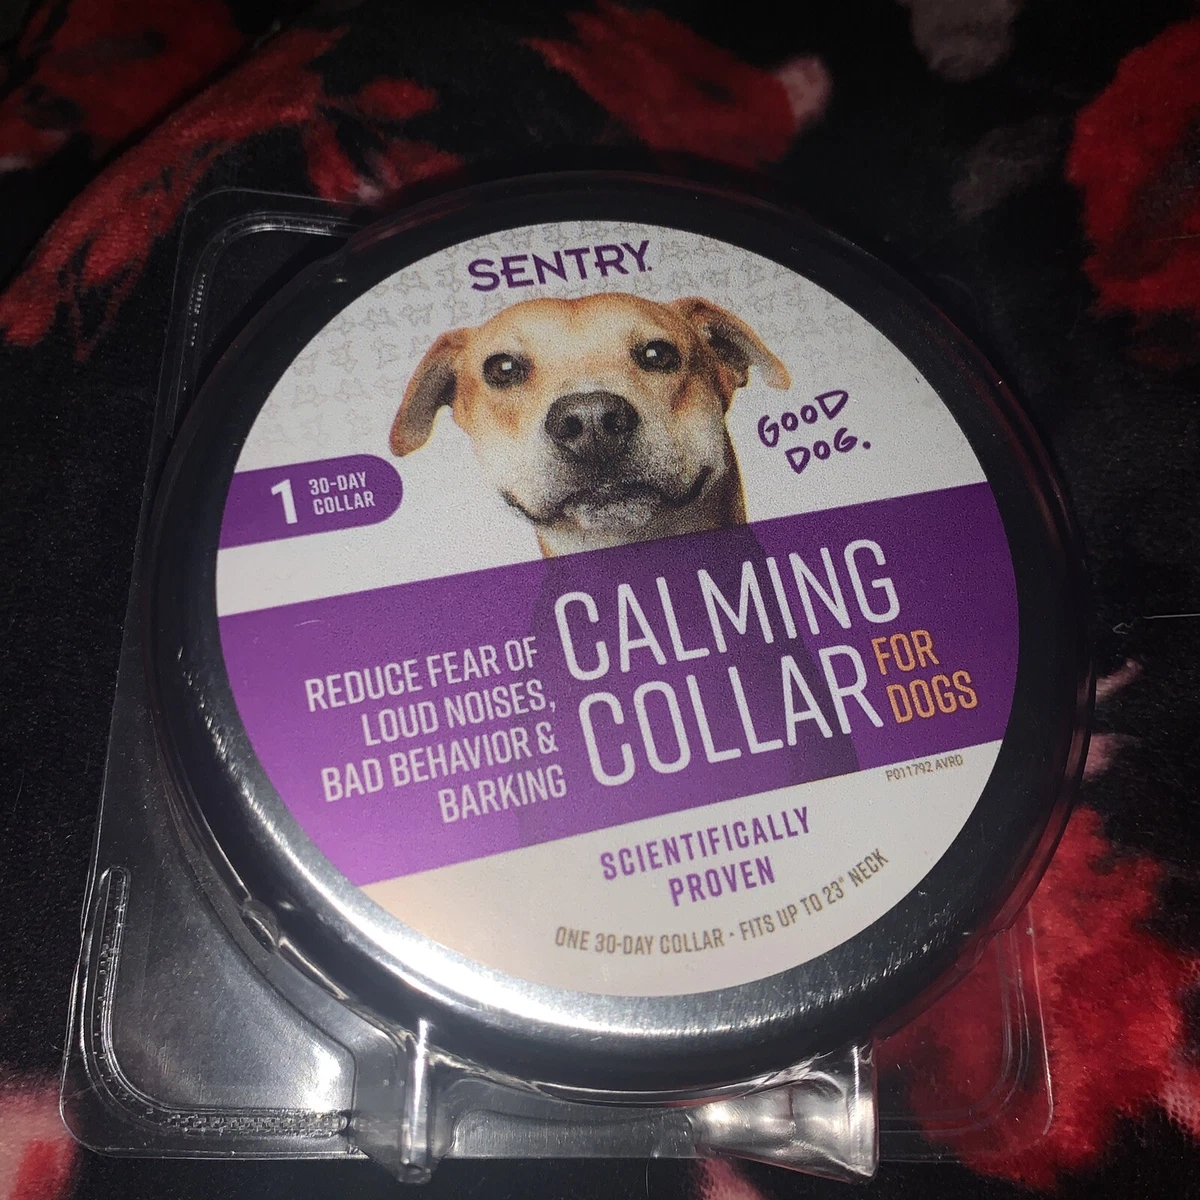 SENTRY.
GOOD
DOG.
1 30-DAY
COLLAR
REDUCE FEAR OF
LOUD NOISES,
BAD BEHAVIOR &
BARKING
CALMING
COLLAR
FOR
DOGS
P011792 AVRD
SCIENTIFICALLY
PROVEN
ONE 30-DAY COLLAR • FITS UP TO 23" NECK